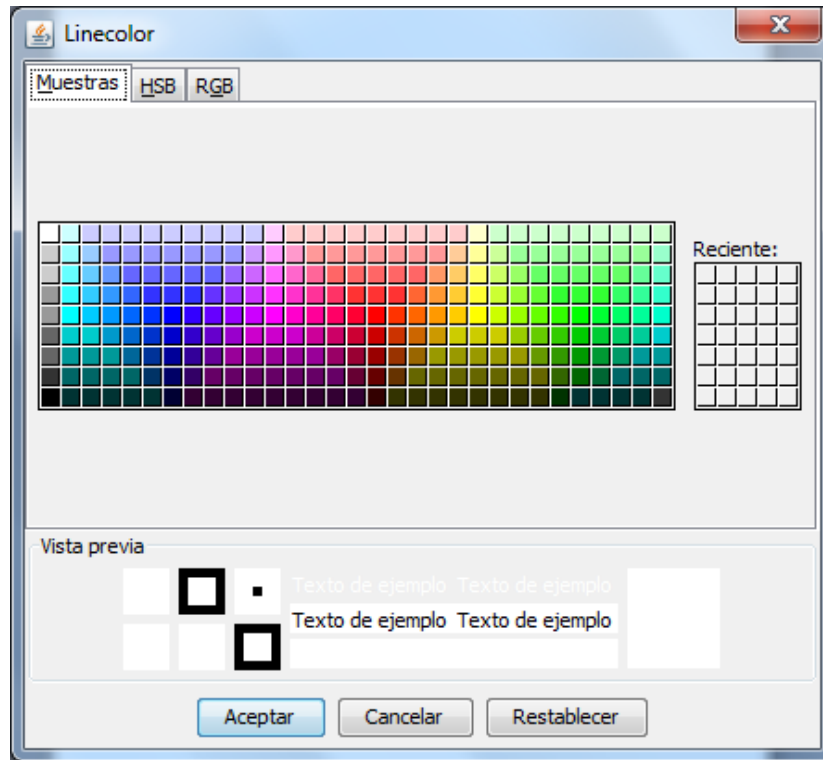 Linecolor
Muestras HSB RGB
Reciente:
Vista previa
Texto de ejemplo Texto de ejemplo
Texto de ejemplo Texto de ejemplo
Aceptar Cancelar Restablecer